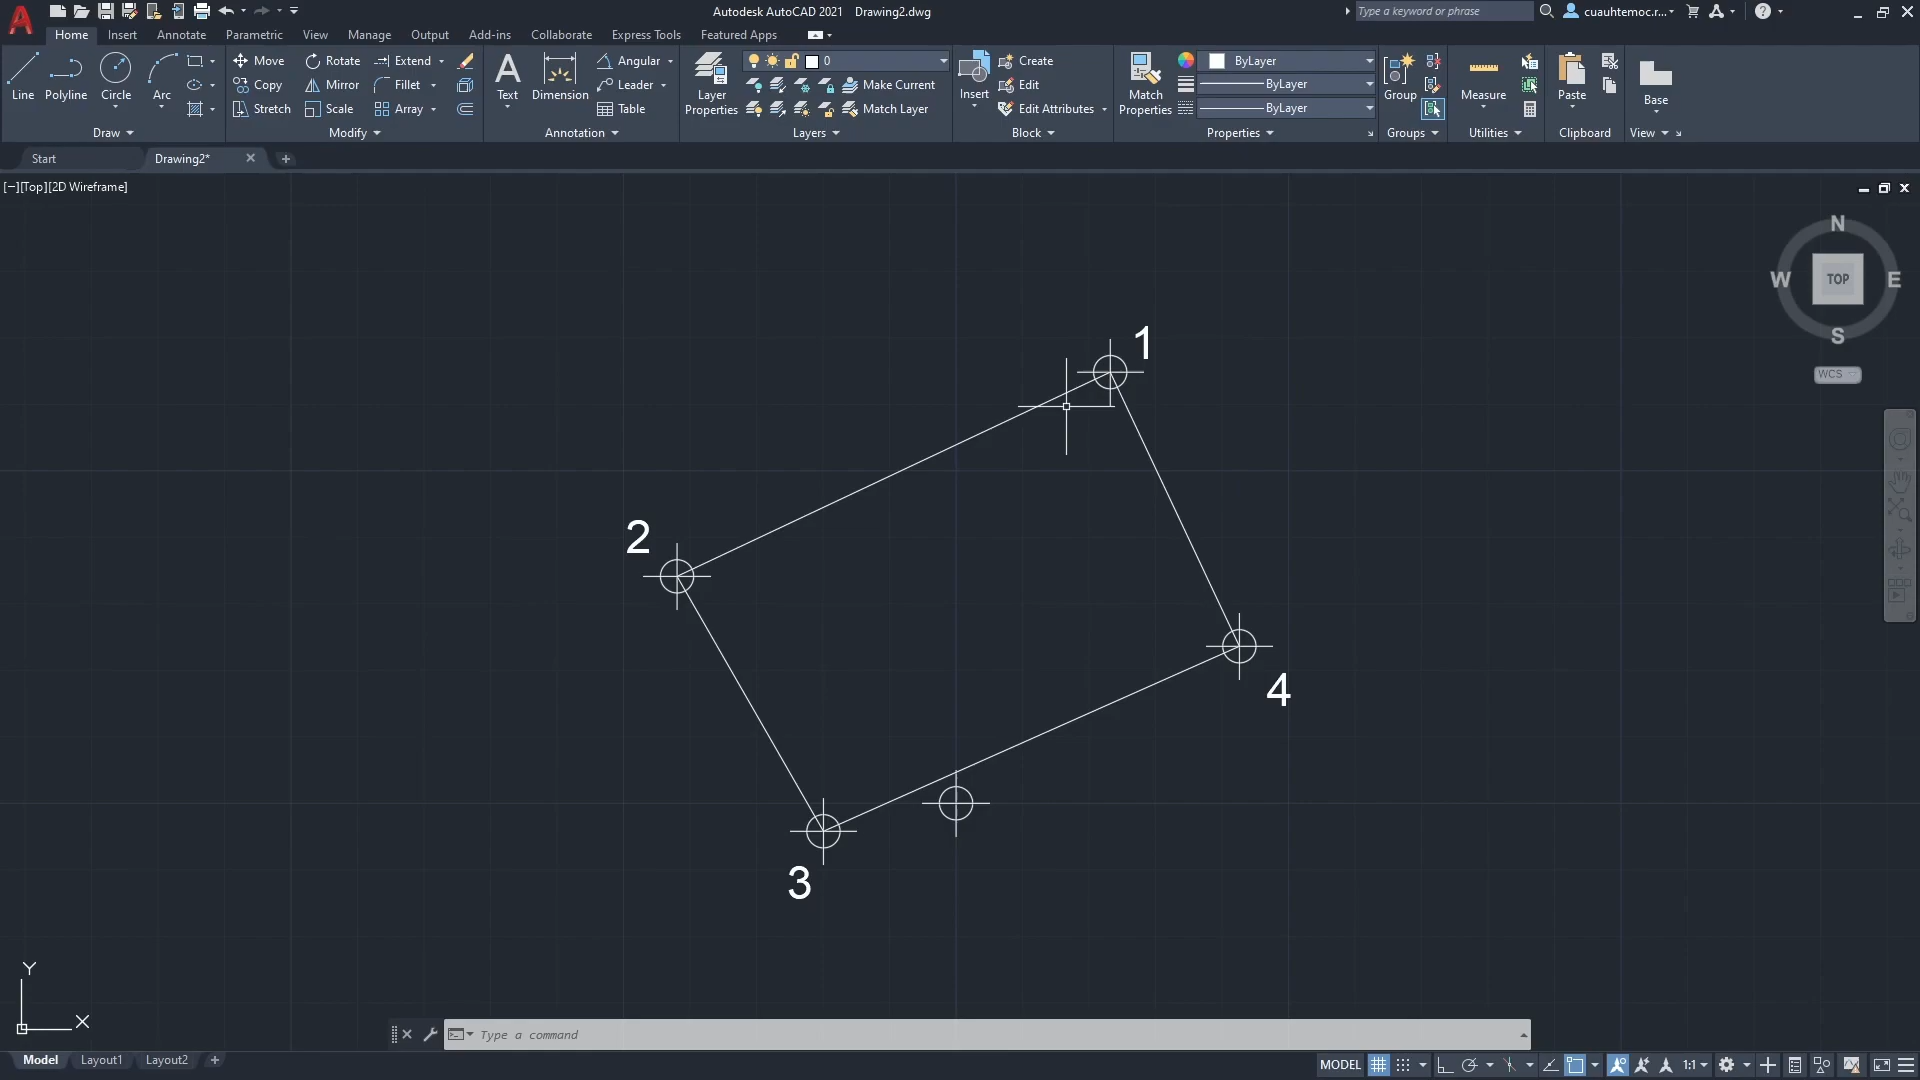 Autodesk AutoCAD 2021 Drawing2.dwg
Type a keyword or phrase
cuauhtemoc.r...
Home Insert Annotate Parametric View Manage Output Add-ins Collaborate Express Tools Featured Apps
Line Polyline Circle Arc
Draw
Move Rotate Extend
Copy Mirror Fillet
Stretch Scale Array
Modify
Text Dimension
Angular
Leader
Table
Annotation
Layer Properties
0
Make Current
Match Layer
Layers
Insert
Create
Edit
Edit Attributes
Block
Match Properties
ByLayer
ByLayer
ByLayer
Properties
Group
Groups
Measure
Utilities
Paste
Clipboard
Base
View
Start Drawing2*
[−][Top][2D Wireframe]
N
W TOP E
S
WCS
1
2
4
3
Y
X
Type a command
Model Layout1 Layout2
MODEL 1:1